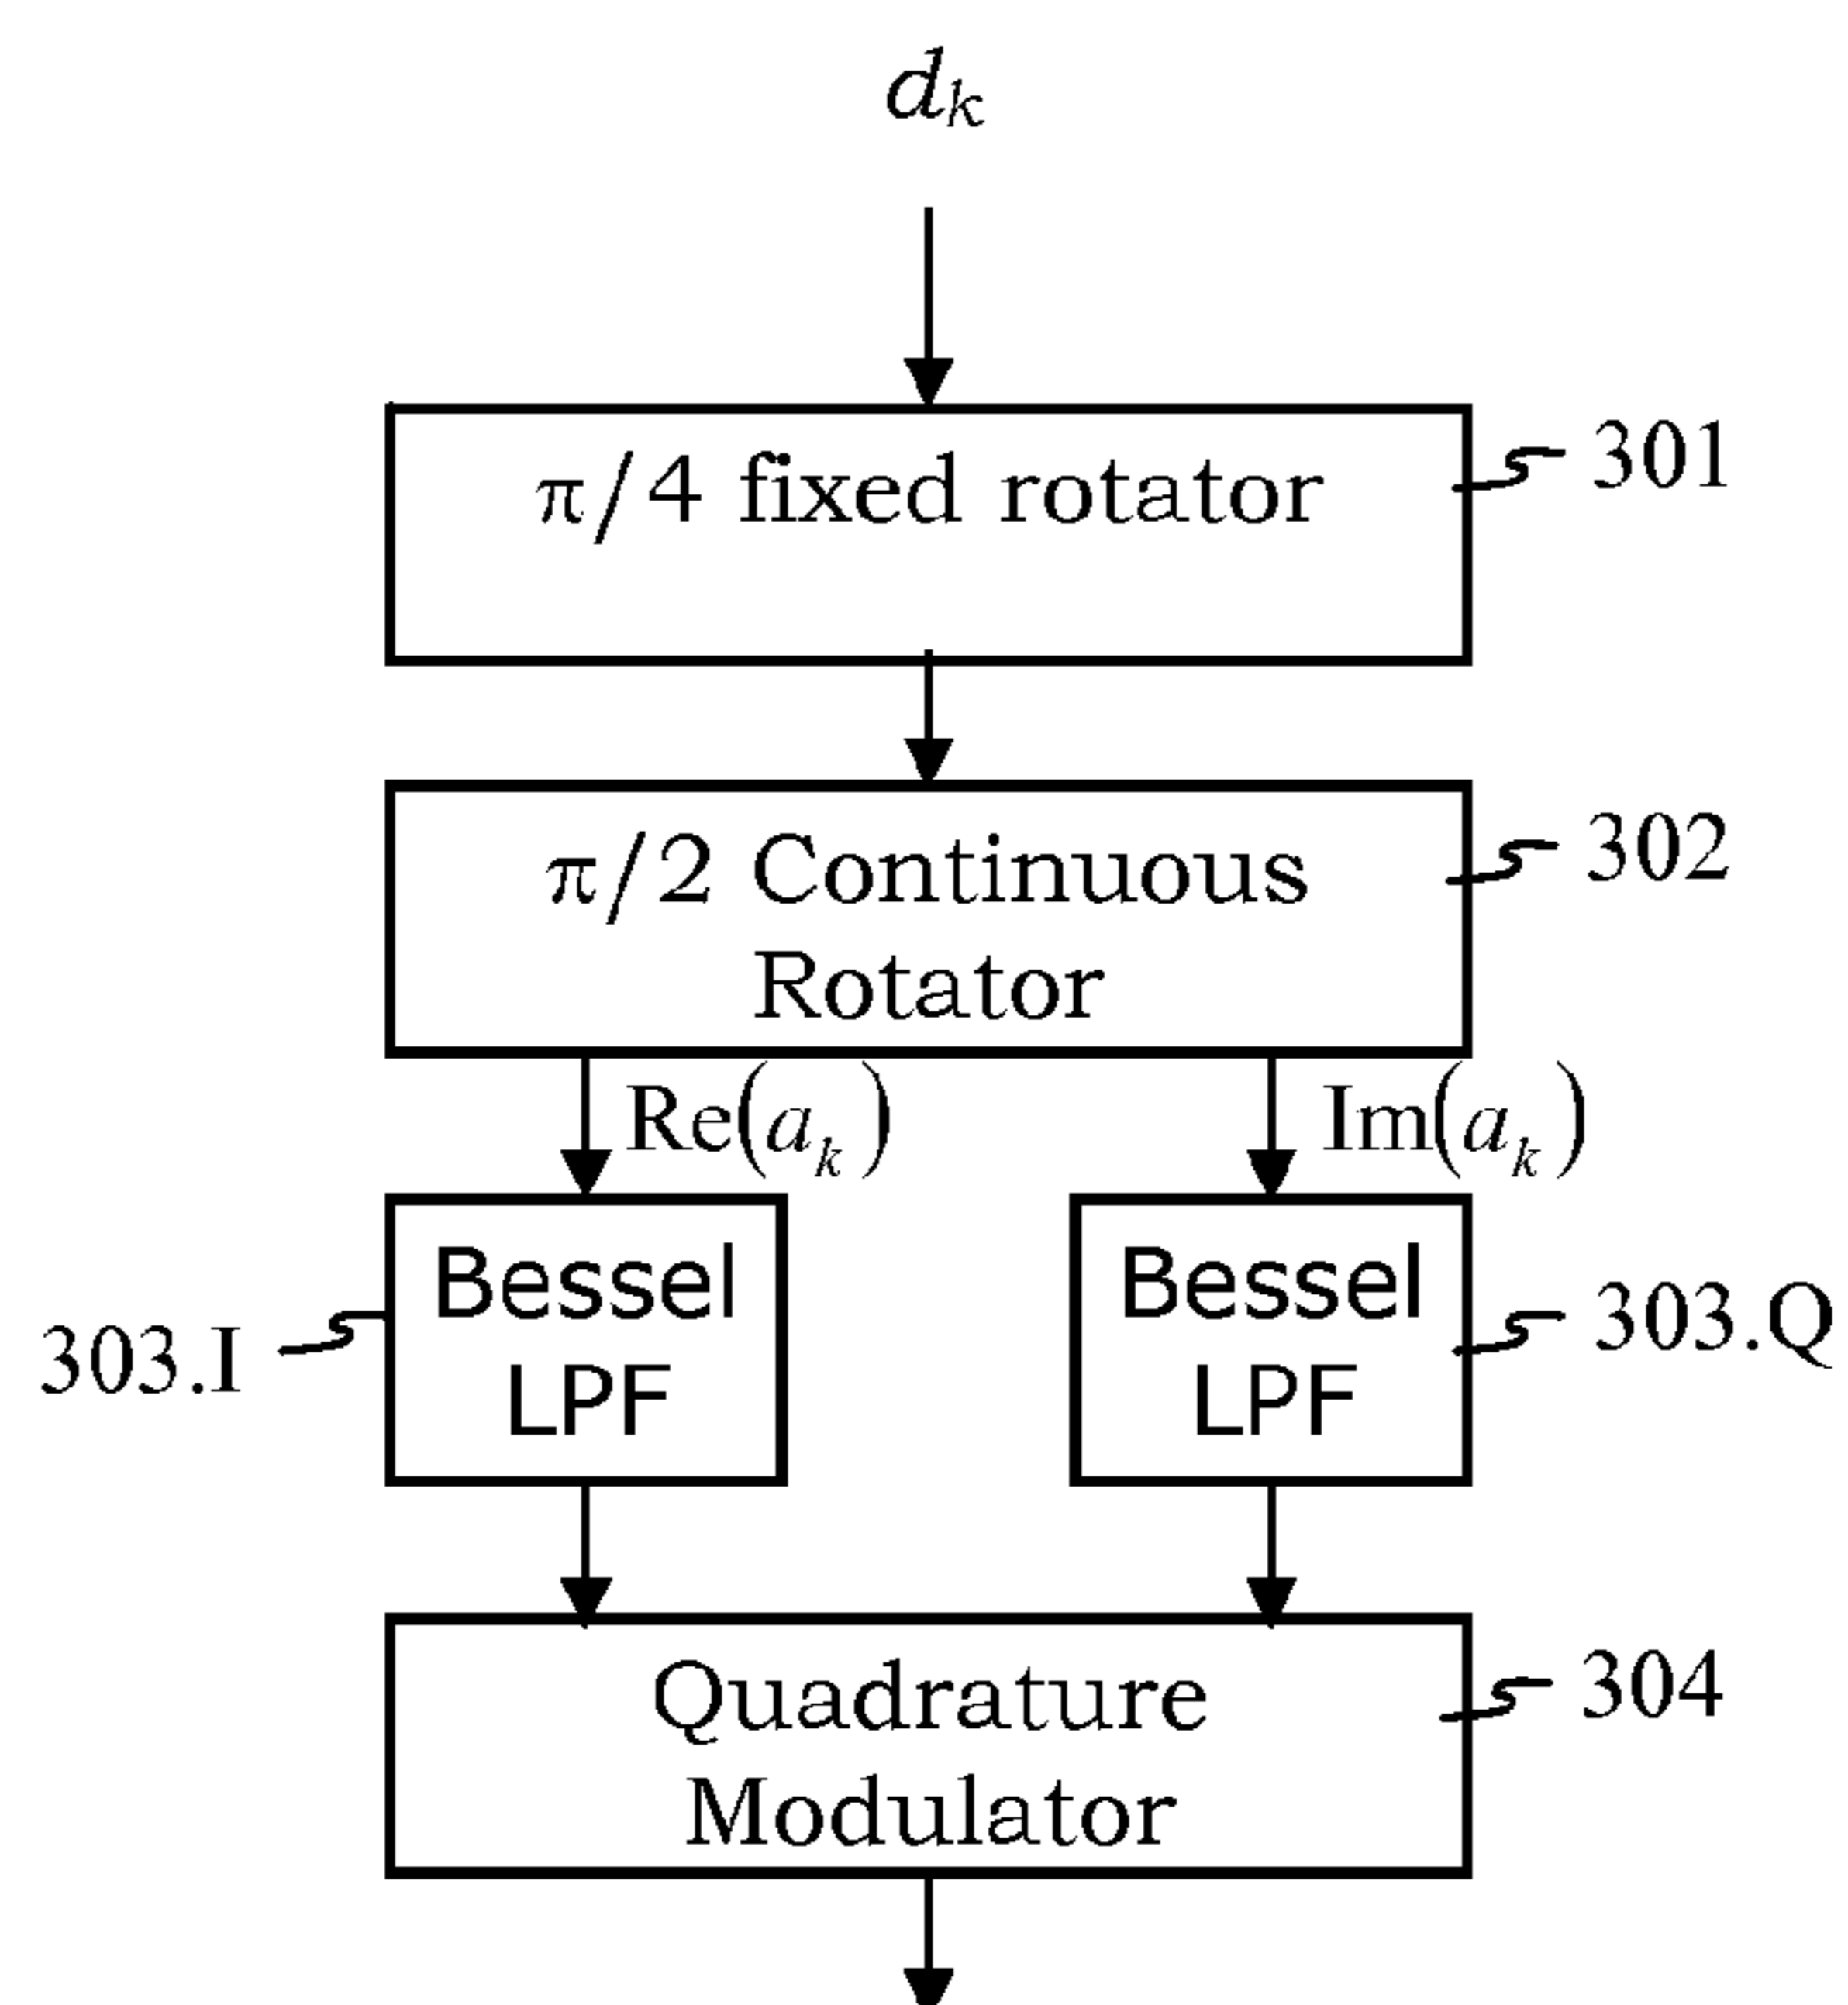 dk
π/4 fixed rotator
301
π/2 Continuous
Rotator
302
Re(ak)
Im(ak)
Bessel
LPF
303.I
Bessel
LPF
303.Q
Quadrature
Modulator
304